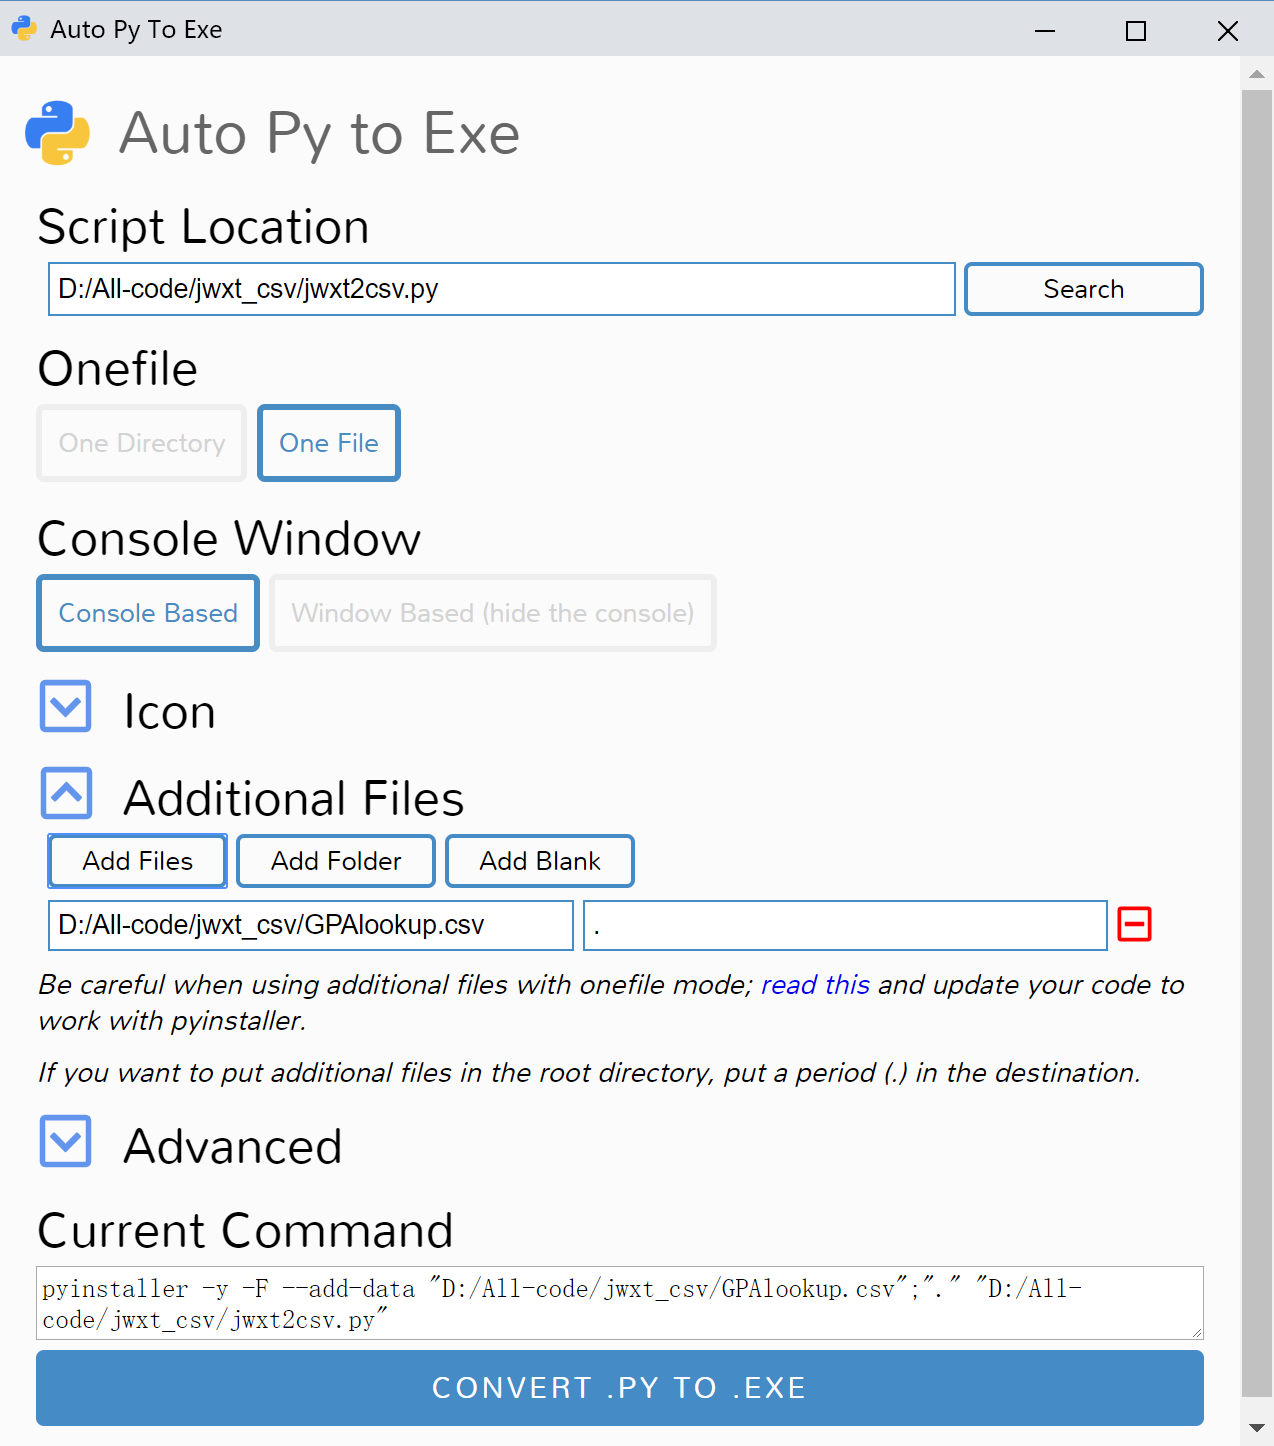 Auto Py To Exe
Auto Py to Exe
Script Location
D:/All-code/jwxt_csv/jwxt2csv.py
Search
Onefile
One Directory
One File
Console Window
Console Based
Window Based (hide the console)
Icon
Additional Files
Add Files
Add Folder
Add Blank
D:/All-code/jwxt_csv/GPAlookup.csv
.
Be careful when using additional files with onefile mode; read this and update your code to
work with pyinstaller.
If you want to put additional files in the root directory, put a period (.) in the destination.
Advanced
Current Command
pyinstaller -y -F --add-data "D:/All-code/jwxt_csv/GPAlookup.csv";"." "D:/All-
code/jwxt_csv/jwxt2csv.py"
CONVERT .PY TO .EXE